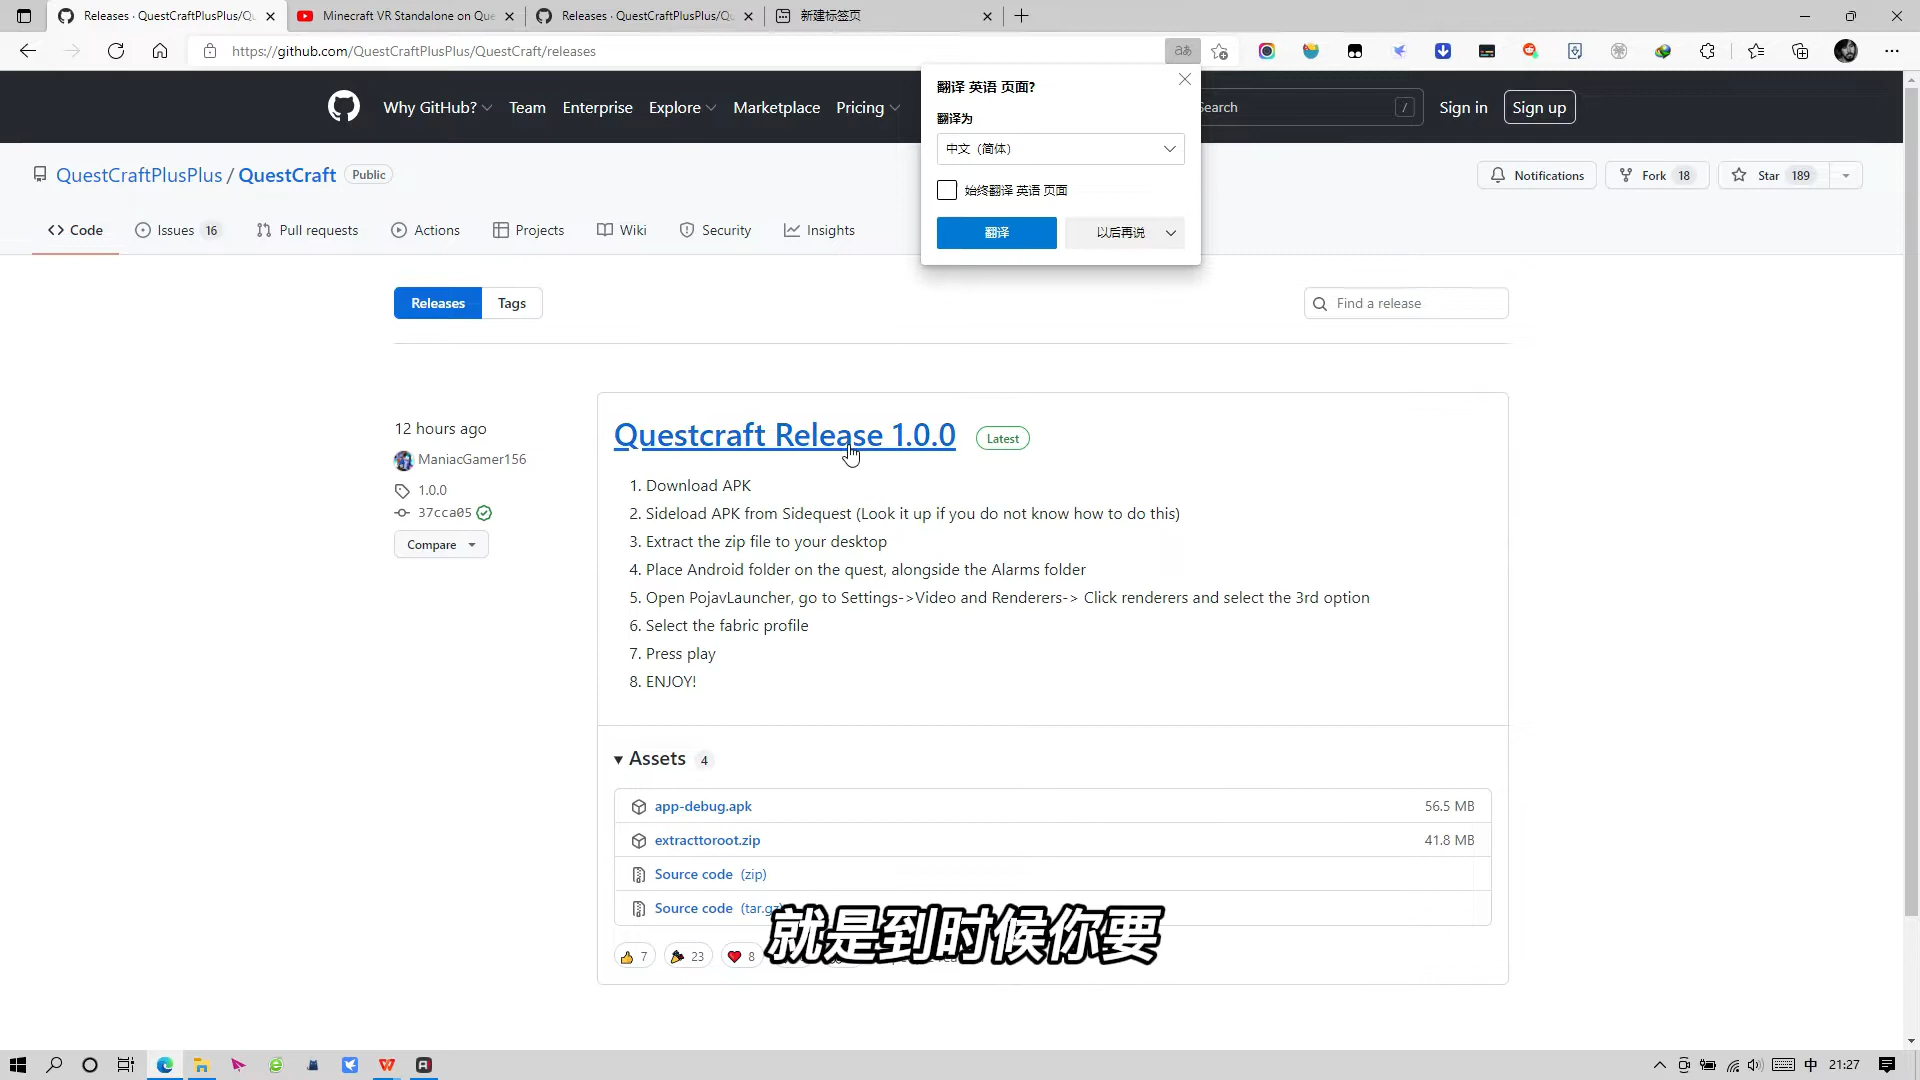 Releases · QuestCraftPlusPlus/Qu
Minecraft VR Standalone on Que
Releases · QuestCraftPlusPlus/Qu
新建标签页
https://github.com/QuestCraftPlusPlus/QuestCraft/releases
翻译 英语 页面?
翻译为
中文（简体）
始终翻译 英语 页面
翻译
以后再说
Why GitHub?
Team
Enterprise
Explore
Marketplace
Pricing
Search
/
Sign in
Sign up
QuestCraftPlusPlus / QuestCraft
Public
Notifications
Fork 18
Star 189
Code
Issues 16
Pull requests
Actions
Projects
Wiki
Security
Insights
Releases
Tags
Find a release
12 hours ago
ManiacGamer156
1.0.0
37cca05
Compare
Questcraft Release 1.0.0
Latest
1. Download APK
2. Sideload APK from Sidequest (Look it up if you do not know how to do this)
3. Extract the zip file to your desktop
4. Place Android folder on the quest, alongside the Alarms folder
5. Open PojavLauncher, go to Settings->Video and Renderers-> Click renderers and select the 3rd option
6. Select the fabric profile
7. Press play
8. ENJOY!
Assets 4
app-debug.apk
56.5 MB
extracttoroot.zip
41.8 MB
Source code (zip)
Source code (tar.gz)
7
23
8
就是到时候你要
中
21:27